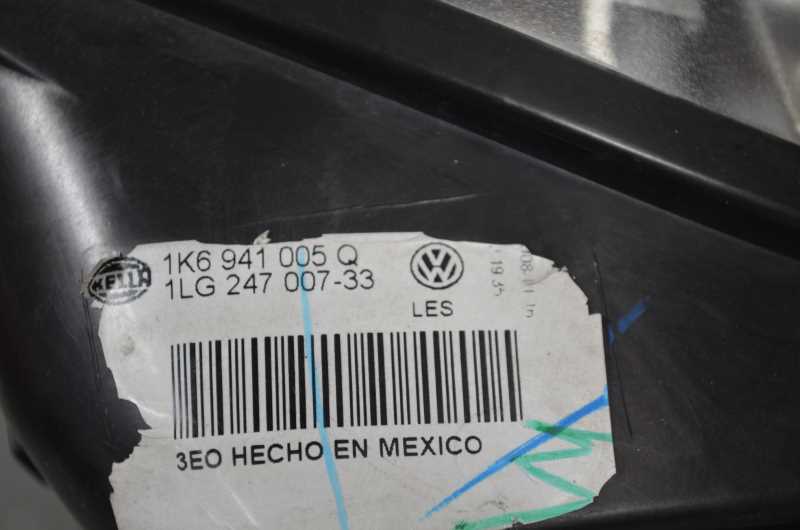 HELLA
1K6 941 005 Q
1LG 247 007-33
LES
3EO HECHO EN MEXICO